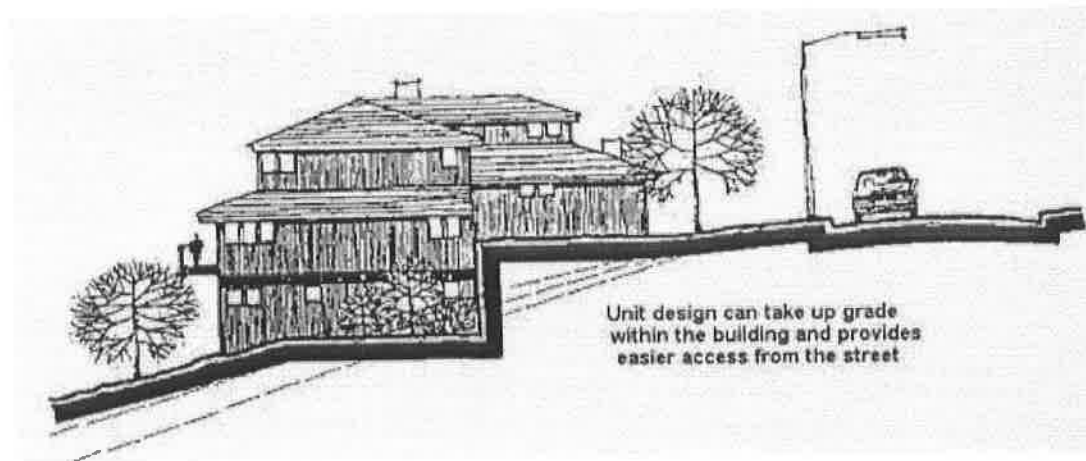 Unit design can take up grade
within the building and provides
easier access from the street